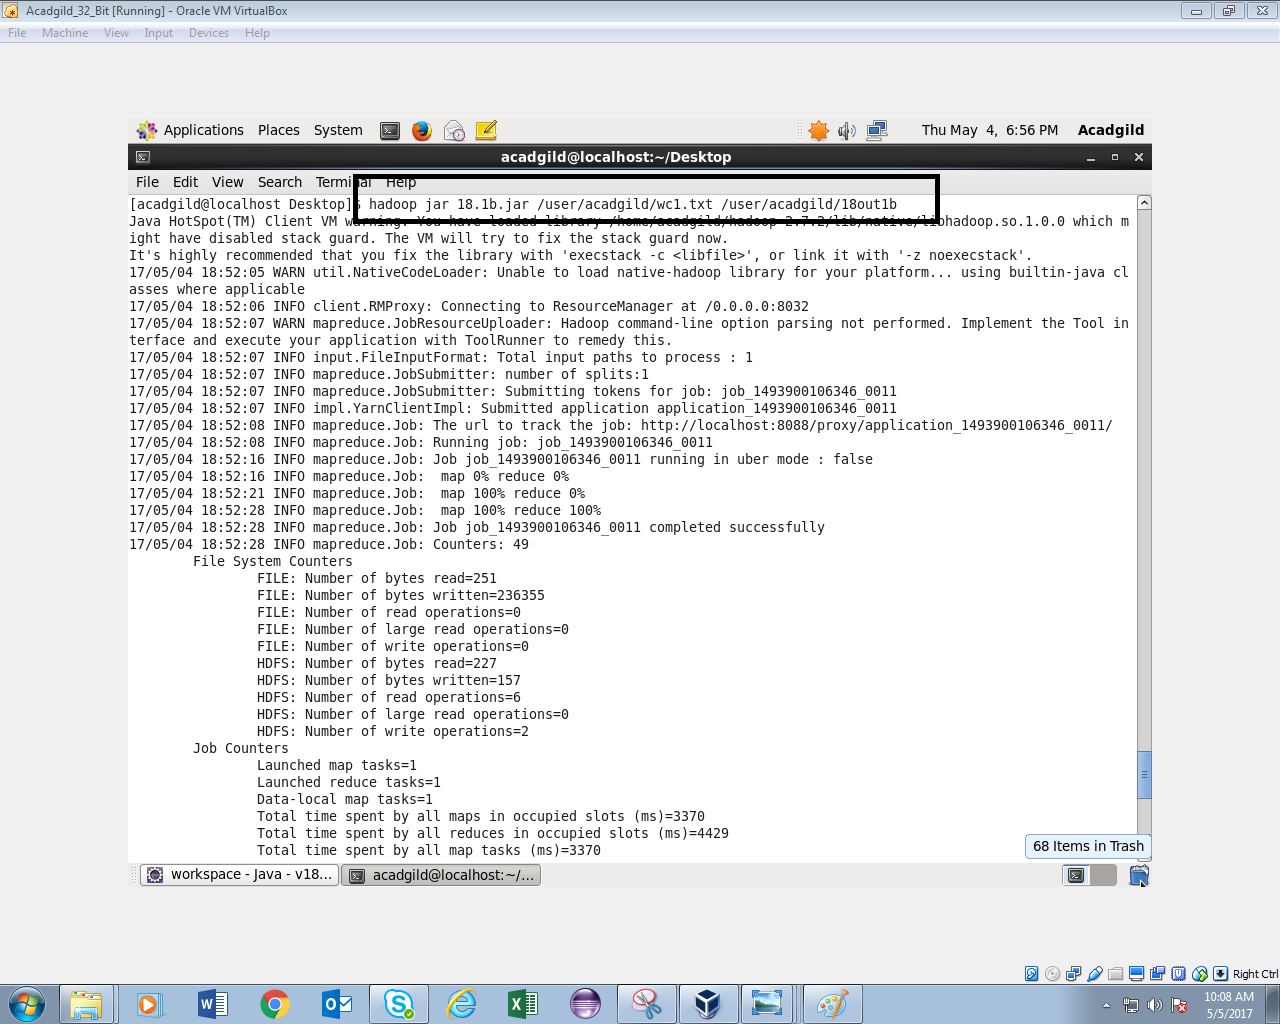 Acadgild_32_Bit [Running] - Oracle VM VirtualBox
File Machine View Input Devices Help
Applications Places System Thu May 4, 6:56 PM Acadgild
acadgild@localhost:~/Desktop
File Edit View Search Terminal Help
[acadgild@localhost Desktop]$ hadoop jar 18.1b.jar /user/acadgild/wc1.txt /user/acadgild/18out1b
Java HotSpot(TM) Client VM warning: You have loaded library /home/acadgild/hadoop-2.7.2/lib/native/libhadoop.so.1.0.0 which m
ight have disabled stack guard. The VM will try to fix the stack guard now.
It's highly recommended that you fix the library with 'execstack -c <libfile>', or link it with '-z noexecstack'.
17/05/04 18:52:05 WARN util.NativeCodeLoader: Unable to load native-hadoop library for your platform... using builtin-java cl
asses where applicable
17/05/04 18:52:06 INFO client.RMProxy: Connecting to ResourceManager at /0.0.0.0:8032
17/05/04 18:52:07 WARN mapreduce.JobResourceUploader: Hadoop command-line option parsing not performed. Implement the Tool in
terface and execute your application with ToolRunner to remedy this.
17/05/04 18:52:07 INFO input.FileInputFormat: Total input paths to process : 1
17/05/04 18:52:07 INFO mapreduce.JobSubmitter: number of splits:1
17/05/04 18:52:07 INFO mapreduce.JobSubmitter: Submitting tokens for job: job_1493900106346_0011
17/05/04 18:52:07 INFO impl.YarnClientImpl: Submitted application application_1493900106346_0011
17/05/04 18:52:08 INFO mapreduce.Job: The url to track the job: http://localhost:8088/proxy/application_1493900106346_0011/
17/05/04 18:52:08 INFO mapreduce.Job: Running job: job_1493900106346_0011
17/05/04 18:52:16 INFO mapreduce.Job: Job job_1493900106346_0011 running in uber mode : false
17/05/04 18:52:16 INFO mapreduce.Job:  map 0% reduce 0%
17/05/04 18:52:21 INFO mapreduce.Job:  map 100% reduce 0%
17/05/04 18:52:28 INFO mapreduce.Job:  map 100% reduce 100%
17/05/04 18:52:28 INFO mapreduce.Job: Job job_1493900106346_0011 completed successfully
17/05/04 18:52:28 INFO mapreduce.Job: Counters: 49
File System Counters
FILE: Number of bytes read=251
FILE: Number of bytes written=236355
FILE: Number of read operations=0
FILE: Number of large read operations=0
FILE: Number of write operations=0
HDFS: Number of bytes read=227
HDFS: Number of bytes written=157
HDFS: Number of read operations=6
HDFS: Number of large read operations=0
HDFS: Number of write operations=2
Job Counters
Launched map tasks=1
Launched reduce tasks=1
Data-local map tasks=1
Total time spent by all maps in occupied slots (ms)=3370
Total time spent by all reduces in occupied slots (ms)=4429
Total time spent by all map tasks (ms)=3370
68 Items in Trash
workspace - Java - v18... acadgild@localhost:~/...
Right Ctrl
10:08 AM
5/5/2017